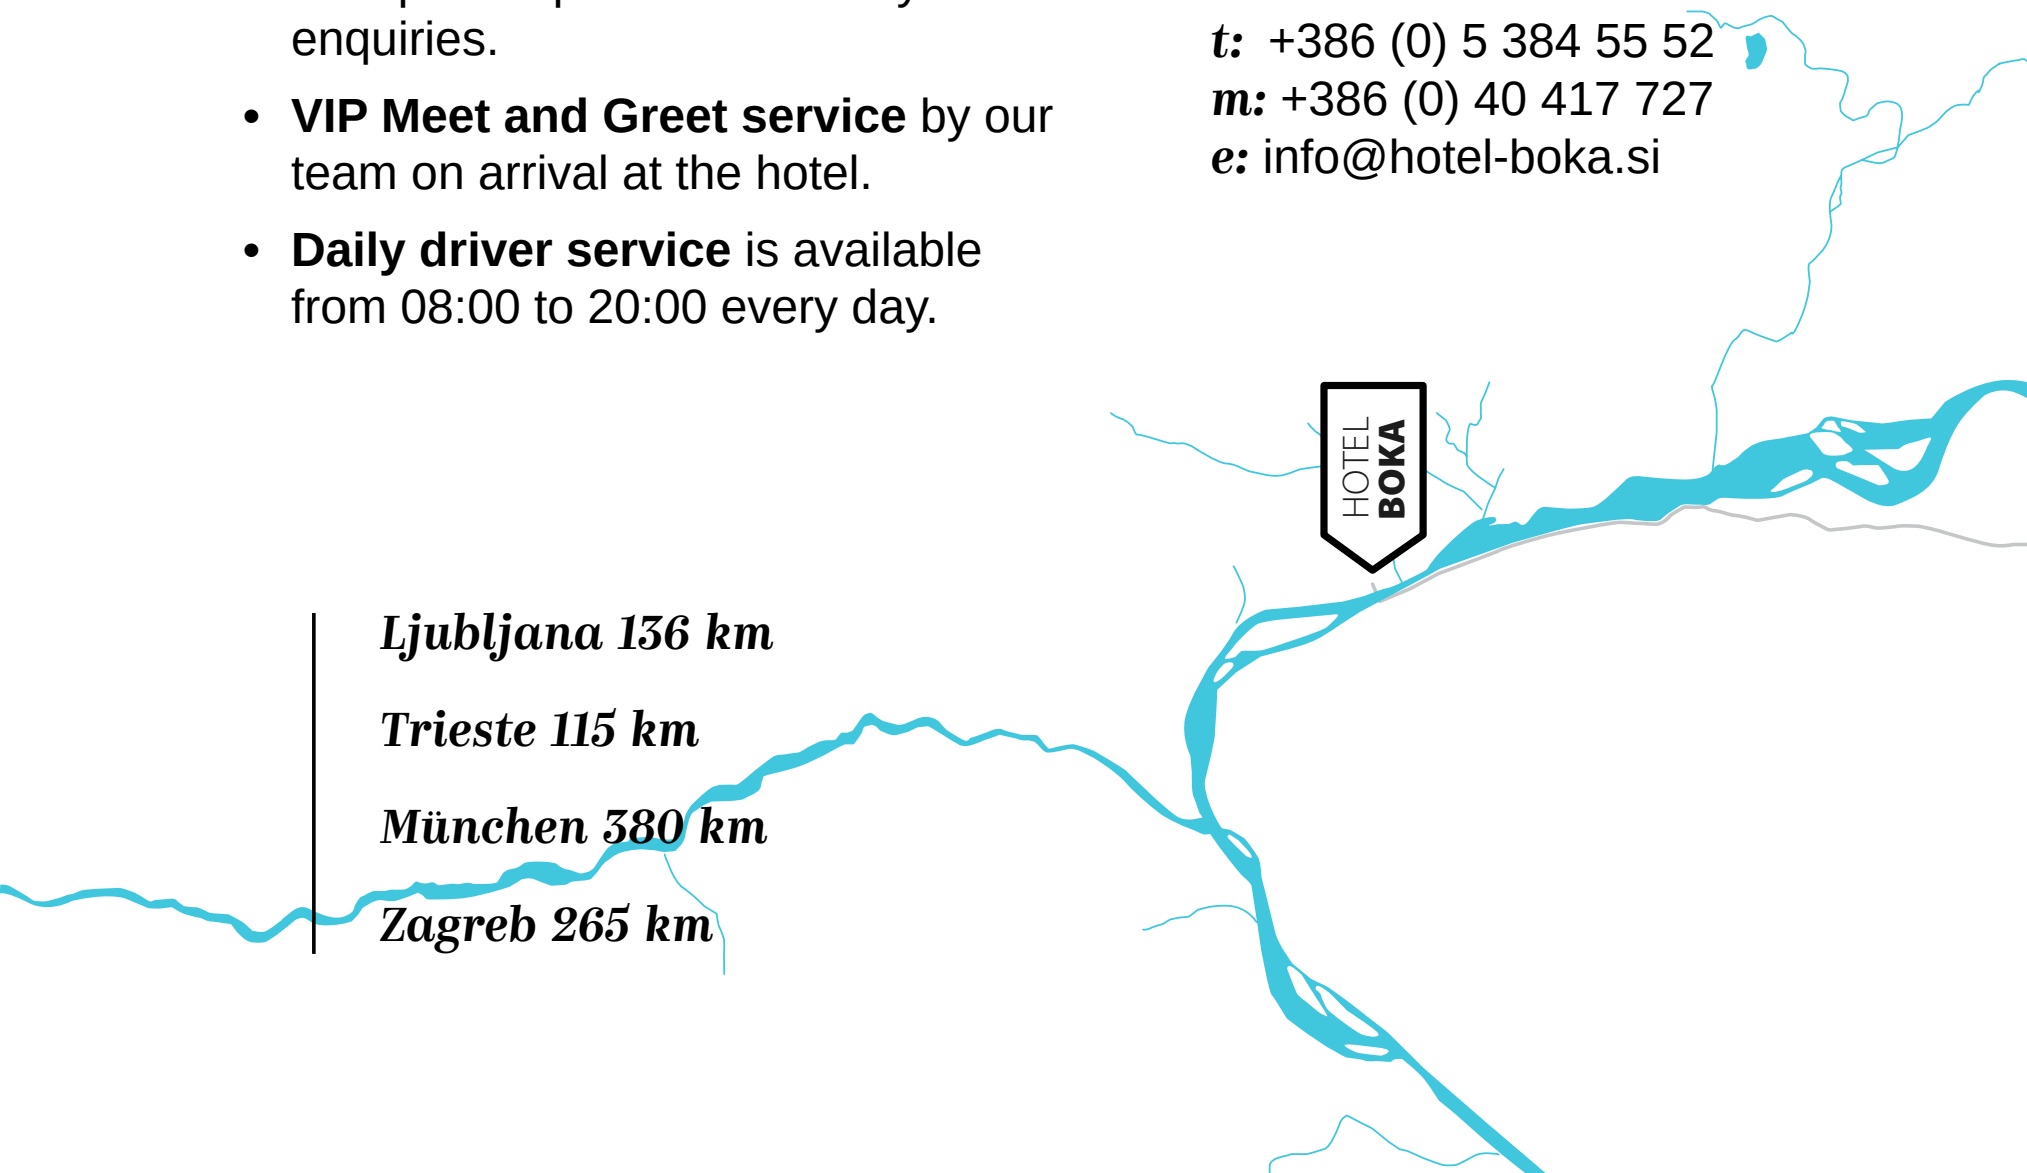 enquiries.
• VIP Meet and Greet service by our
team on arrival at the hotel.
• Daily driver service is available
from 08:00 to 20:00 every day.
t: +386 (0) 5 384 55 52
m: +386 (0) 40 417 727
e: info@hotel-boka.si
HOTEL
BOKA
Ljubljana 136 km
Trieste 115 km
München 380 km
Zagreb 265 km